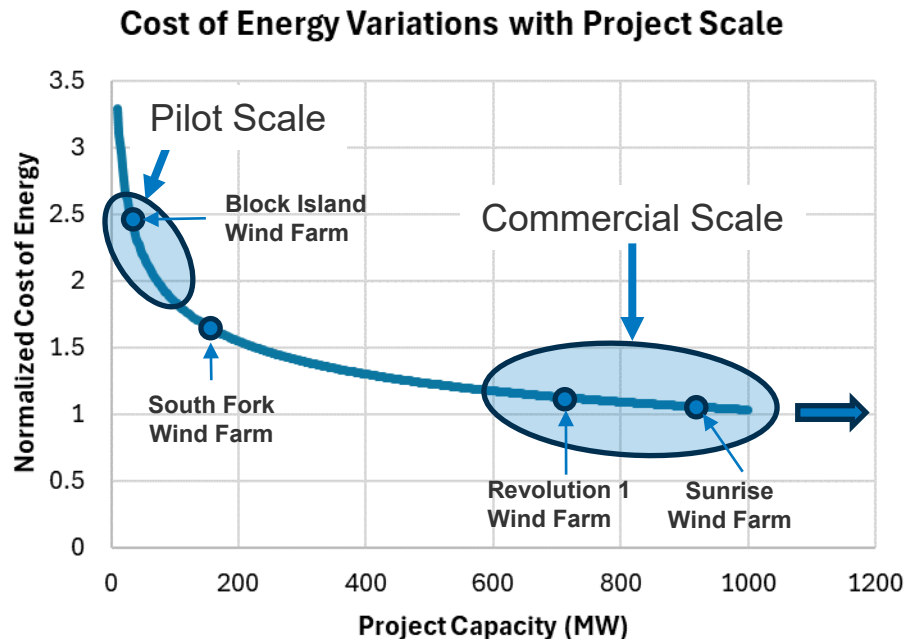 Cost of Energy Variations with Project Scale
Normalized Cost of Energy
3.5
3
2.5
2
1.5
1
0.5
0
Pilot Scale
Block Island
Wind Farm
Commercial Scale
South Fork
Wind Farm
Revolution 1
Wind Farm
Sunrise
Wind Farm
0 200 400 600 800 1000 1200
Project Capacity (MW)